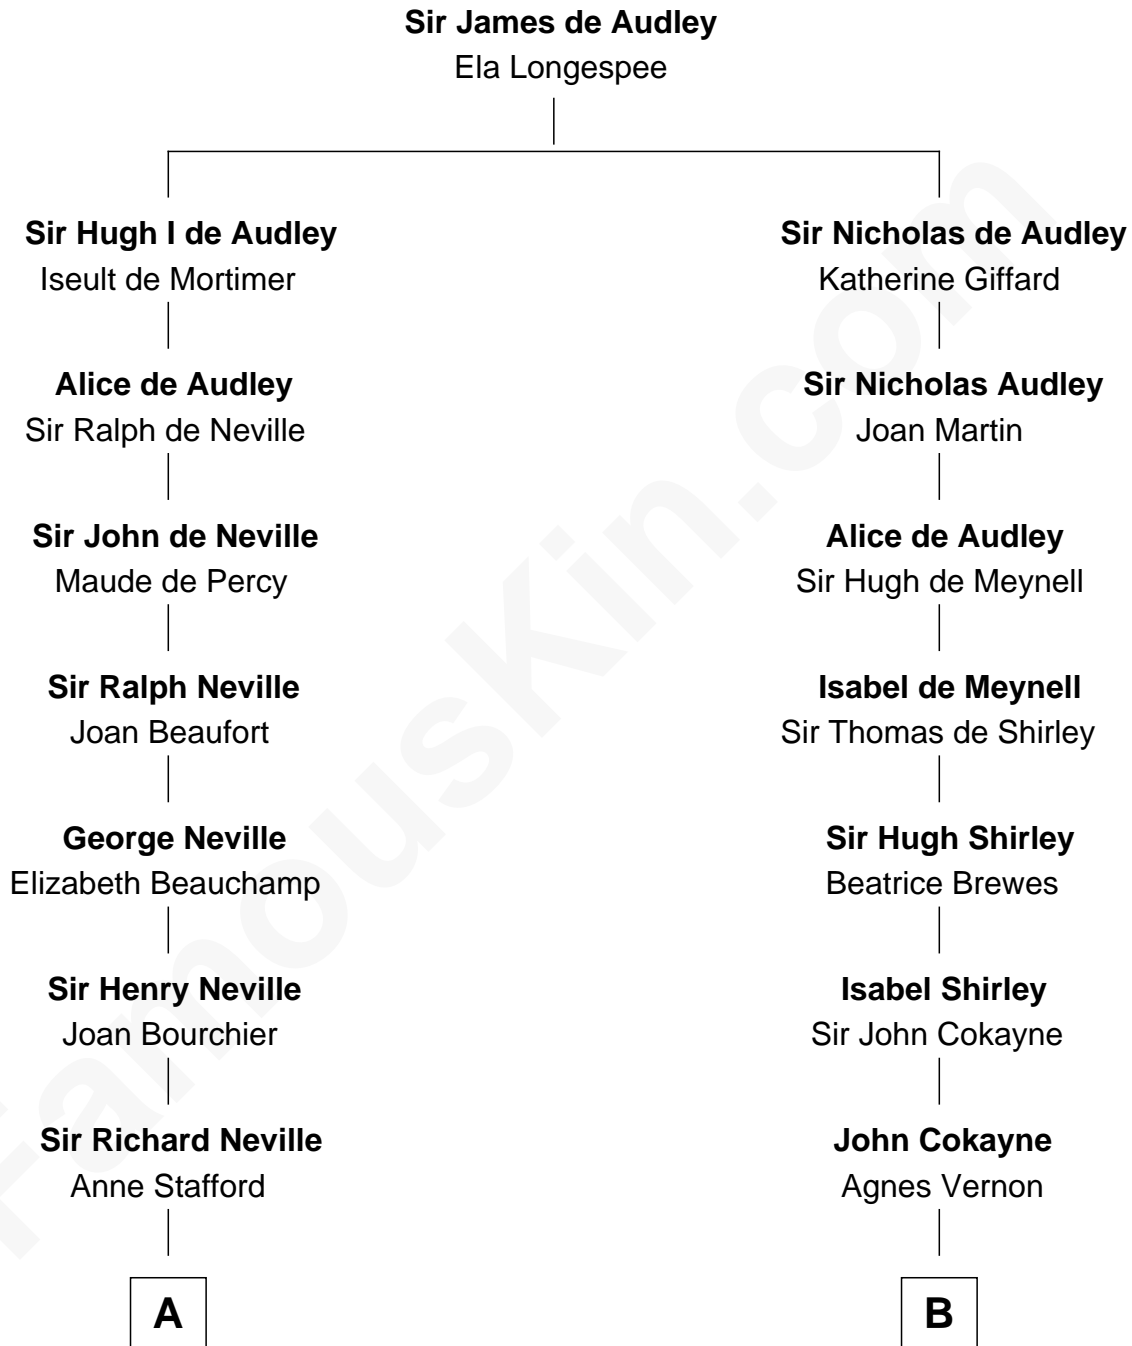 Sir James de Audley
Ela Longespee
Sir Hugh I de Audley
Iseult de Mortimer
Sir Nicholas de Audley
Katherine Giffard
Alice de Audley
Sir Ralph de Neville
Sir Nicholas Audley
Joan Martin
Sir John de Neville
Maude de Percy
Alice de Audley
Sir Hugh de Meynell
Sir Ralph Neville
Joan Beaufort
Isabel de Meynell
Sir Thomas de Shirley
George Neville
Elizabeth Beauchamp
Sir Hugh Shirley
Beatrice Brewes
Sir Henry Neville
Joan Bourchier
Isabel Shirley
Sir John Cokayne
Sir Richard Neville
Anne Stafford
John Cokayne
Agnes Vernon
A
B
FamousKin.com